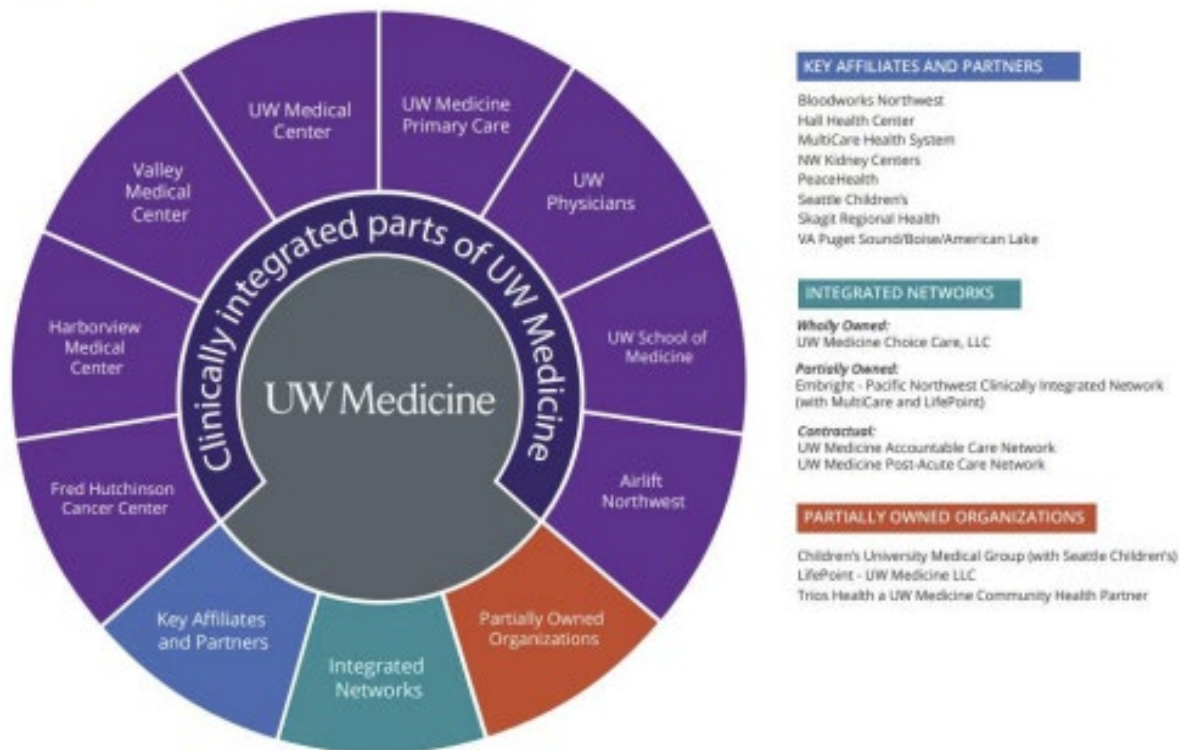 UW Medical
Center
UW Medicine
Primary Care
UW
Physicians
UW School of
Medicine
Airlift
Northwest
Partially Owned
Organizations
Integrated
Networks
Key Affiliates
and Partners
Fred Hutchinson
Cancer Center
Harborview
Medical
Center
Valley
Medical
Center
Clinically integrated parts of UW Medicine
UW Medicine
KEY AFFILIATES AND PARTNERS
Bloodworks Northwest
Hall Health Center
MultiCare Health System
NW Kidney Centers
PeaceHealth
Seattle Children's
Skagit Regional Health
VA Puget Sound/Boise/American Lake
INTEGRATED NETWORKS
Wholly Owned:
UW Medicine Choice Care, LLC
Partially Owned:
Embright - Pacific Northwest Clinically Integrated Network
(with MultiCare and LifePoint)
Contractual:
UW Medicine Accountable Care Network
UW Medicine Post-Acute Care Network
PARTIALLY OWNED ORGANIZATIONS
Children's University Medical Group (with Seattle Children's)
LifePoint - UW Medicine LLC
Trios Health a UW Medicine Community Health Partner